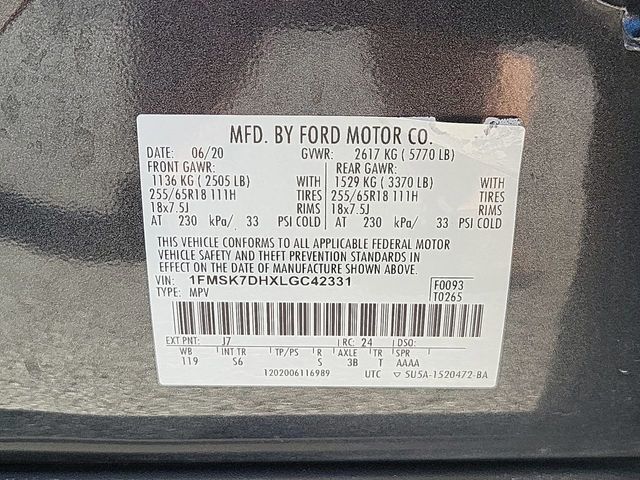 MFD. BY FORD MOTOR CO.
DATE: 06/20 GVWR: 2617 KG ( 5770 LB)
FRONT GAWR: REAR GAWR:
1136 KG ( 2505 LB) WITH 1529 KG ( 3370 LB) WITH
255/65R18 111H TIRES 255/65R18 111H TIRES
18x7.5J RIMS 18x7.5J RIMS
AT 230 kPa/ 33 PSI COLD AT 230 kPa/ 33 PSI COLD
THIS VEHICLE CONFORMS TO ALL APPLICABLE FEDERAL MOTOR
VEHICLE SAFETY AND THEFT PREVENTION STANDARDS IN
EFFECT ON THE DATE OF MANUFACTURE SHOWN ABOVE.
VIN: 1FMSK7DHXLGC42331 F0093
TYPE: MPV T0265
EXT PNT: J7 RC: 24 DSO:
WB INT TR TP/PS R AXLE TR SPR
119 S6 S 3B T AAAA
1202006116989 UTC ▽ SU5A-1520472-BA